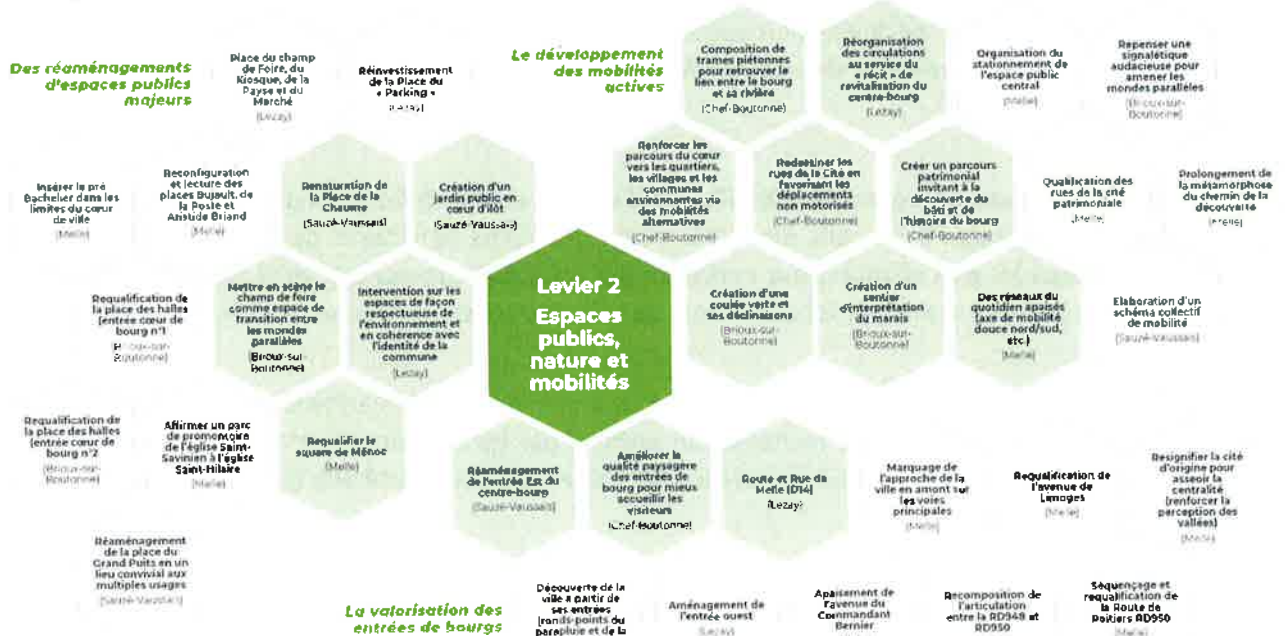 Des réaménagements
d'espaces publics
majeurs
Place du champ
de Foire, du
Kiosque, de la
Payse et du
Marché
(Lezay)
Réinvestissement
de la Place du
« Parking »
(Lezay)
Insérer le pré
Bachelier dans les
limites du cœur
de ville
(Melle)
Reconfiguration
et lecture des
places Bujault, de
la Poste et
Aristide Briand
(Melle)
Renaturation de
la Place de la
Chaume
(Sauzé-Vaussais)
Création d'un
jardin public en
cœur d'îlot
(Sauzé-Vaussais)
Requalification de
la place des halles
(entrée cœur de
bourg n°1
(Brioux-sur-
Boutonne)
Mettre en scène le
champ de foire
comme espace de
transition entre
les mondes
parallèles
(Brioux-sur-
Boutonne)
Intervention sur les
espaces de façon
respectueuse de
l'environnement et
en cohérence avec
l'identité de la
commune
(Lezay)
Requalification de
la place des halles
(entrée cœur de
bourg n°2
(Brioux-sur-
Boutonne)
Affirmer un parc
de promontoire
de l'église Saint-
Savinien à l'église
Saint-Hilaire
(Melle)
Requalifier le
square de Ménoc
(Melle)
Réaménagement
de la place du
Grand Puits en un
lieu convivial aux
multiples usages
(Sauzé-Vaussais)
Le développement
des mobilités
actives
Composition de
trames piétonnes
pour retrouver le
lien entre le bourg
et sa rivière
(Chef-Boutonne)
Réorganisation
des circulations
au service du
« récit » de
revitalisation du
centre-bourg
(Lezay)
Organisation du
stationnement de
l'espace public
central
(Melle)
Repenser une
signalétique
audacieuse pour
amener les
mondes parallèles
(Brioux-sur-
Boutonne)
Renforcer les
parcours du cœur
vers les quartiers,
les villages et les
communes
environnantes via
des mobilités
alternatives
(Chef-Boutonne)
Redessiner les
rues de la Cité en
favorisant les
déplacements
non motorisés
(Chef-Boutonne)
Créer un parcours
patrimonial
invitant à la
découverte du
bâti et de
l'histoire du bourg
(Chef-Boutonne)
Qualification des
rues de la cité
patrimoniale
(Melle)
Prolongement de
la métamorphose
du chemin de la
découverte
(Melle)
Levier 2
Espaces
publics,
nature et
mobilités
Création d'une
coulée verte et
ses déclinaisons
(Brioux-sur-
Boutonne)
Création d'un
sentier
d'interprétation
du marais
(Brioux-sur-
Boutonne)
Des réseaux du
quotidien apaisés
(axe de mobilité
douce nord/sud,
etc.)
(Melle)
Elaboration d'un
schéma collectif
de mobilité
(Sauzé-Vaussais)
Réaménagement
de l'entrée Est du
centre-bourg
(Sauzé-Vaussais)
Améliorer la
qualité paysagère
des entrées de
bourg pour mieux
accueillir les
visiteurs
(Chef-Boutonne)
Route et Rue de
Melle (D14)
(Lezay)
Marquage de
l'approche de la
ville en amont sur
les voies
principales
(Melle)
Requalification de
l'avenue de
Limoges
(Melle)
Resignifier la cité
d'origine pour
asseoir la
centralité
(renforcer la
perception des
vallées)
(Melle)
La valorisation des
entrées de bourgs
Découverte de la
ville à partir de
ses entrées
(ronds-points du
parapluie et de la
Aménagement de
l'entrée ouest
(Lezay)
Apaisement de
l'avenue du
Commandant
Bernier
Recomposition de
l'articulation
entre la RD948 et
RD950
Séquençage et
requalification de
la Route de
Poitiers RD950
(Melle)